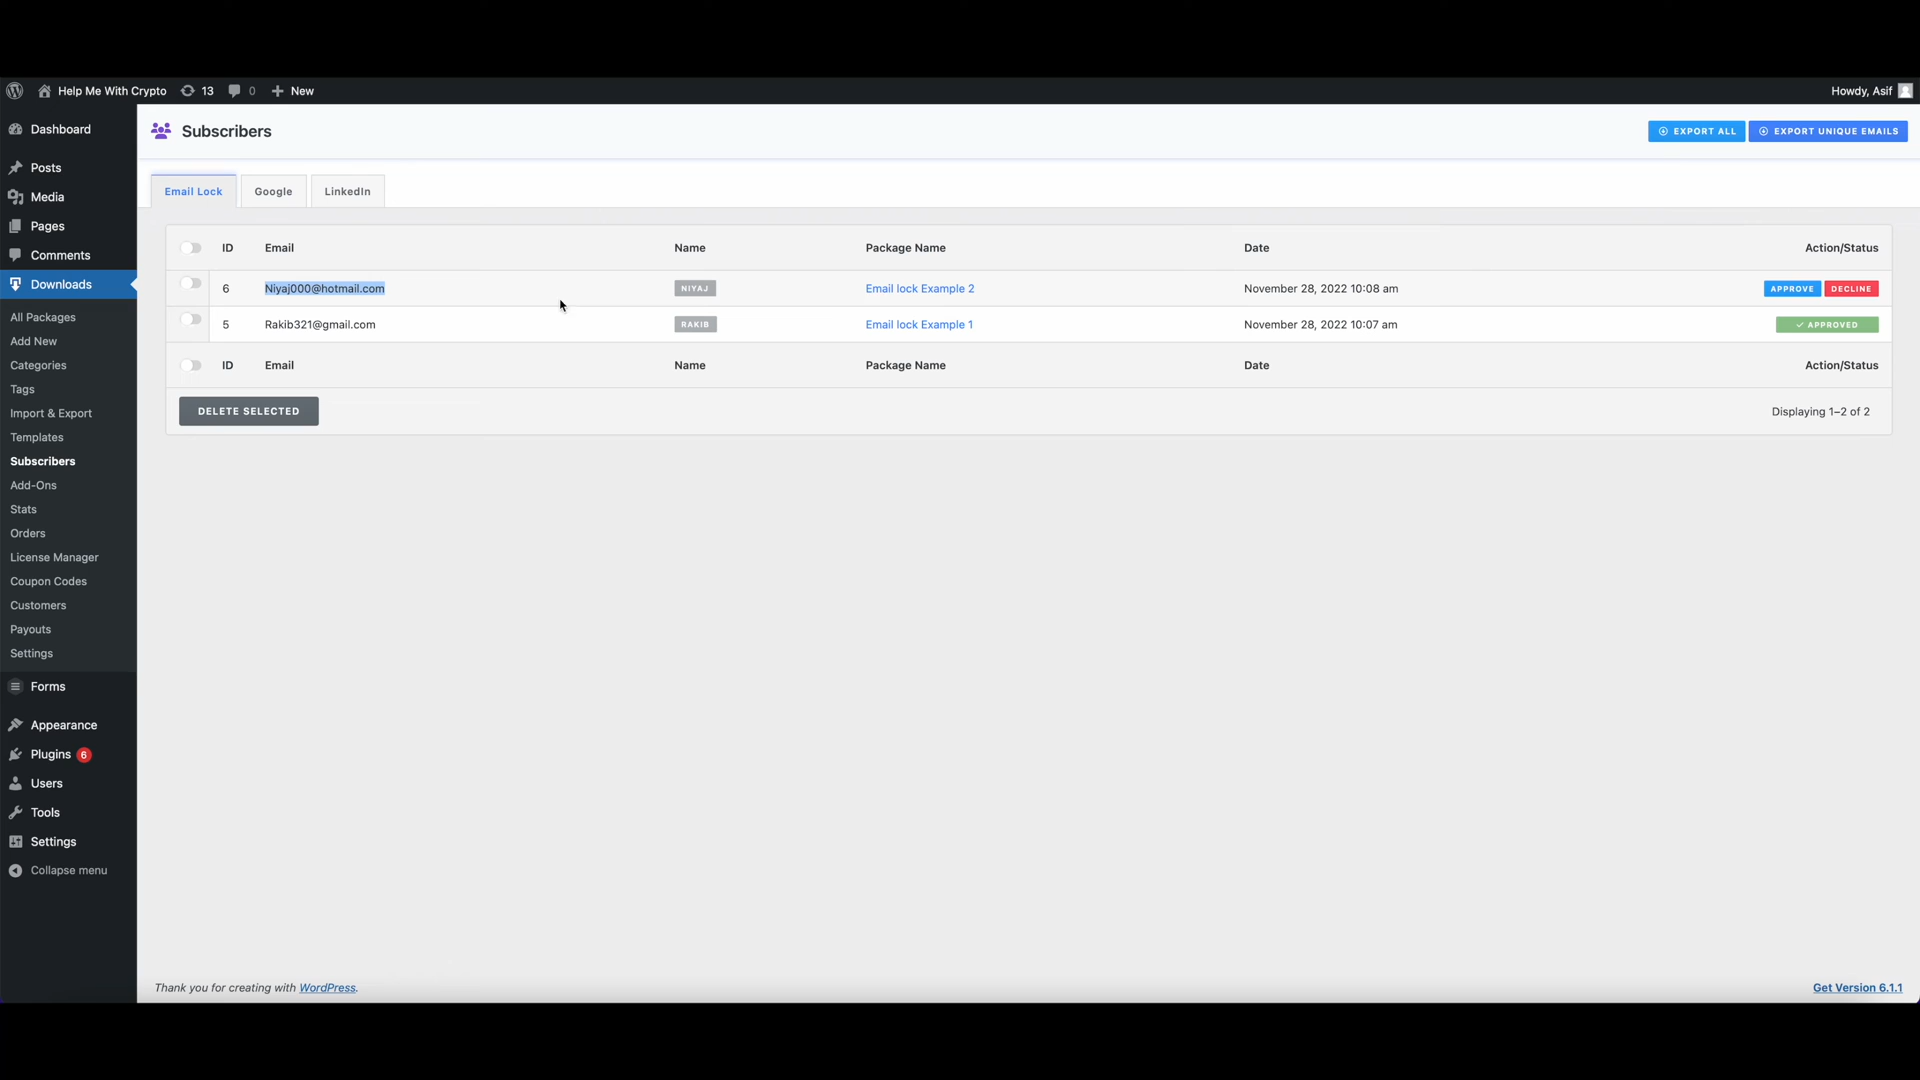 Help Me With Crypto 13 0 New Howdy, Asif
Dashboard
Posts
Media
Pages
Comments
Downloads
All Packages
Add New
Categories
Tags
Import & Export
Templates
Subscribers
Add-Ons
Stats
Orders
License Manager
Coupon Codes
Customers
Payouts
Settings
Forms
Appearance
Plugins 6
Users
Tools
Settings
Collapse menu
Subscribers EXPORT ALL EXPORT UNIQUE EMAILS
Email Lock Google LinkedIn
ID Email Name Package Name Date Action/Status
6 Niyaj000@hotmail.com NIYAJ Email lock Example 2 November 28, 2022 10:08 am APPROVE DECLINE
5 Rakib321@gmail.com RAKIB Email lock Example 1 November 28, 2022 10:07 am APPROVED
ID Email Name Package Name Date Action/Status
DELETE SELECTED Displaying 1–2 of 2
Thank you for creating with WordPress. Get Version 6.1.1